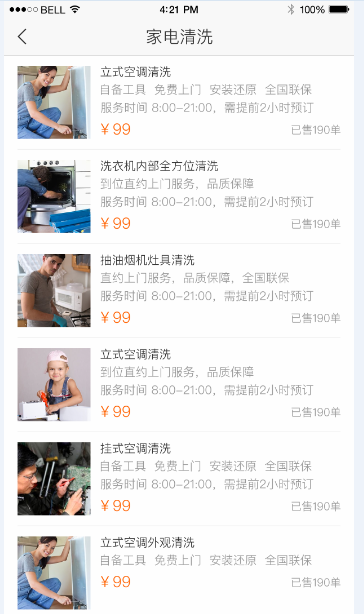 BELL 4:21 PM 100%
家电清洗
立式空调清洗
自备工具 免费上门 安装还原 全国联保
服务时间 8:00-21:00，需提前2小时预订
￥99 已售190单
洗衣机内部全方位清洗
到位直约上门服务，品质保障
服务时间 8:00-21:00，需提前2小时预订
￥99 已售190单
抽油烟机灶具清洗
直约上门服务，品质保障，全国联保
服务时间 8:00-21:00，需提前2小时预订
￥99 已售190单
立式空调清洗
到位直约上门服务，品质保障
服务时间 8:00-21:00，需提前2小时预订
￥99 已售190单
挂式空调清洗
自备工具 免费上门 安装还原 全国联保
服务时间 8:00-21:00，需提前2小时预订
￥99 已售190单
立式空调外观清洗
自备工具 免费上门 安装还原 全国联保
￥99 已售190单